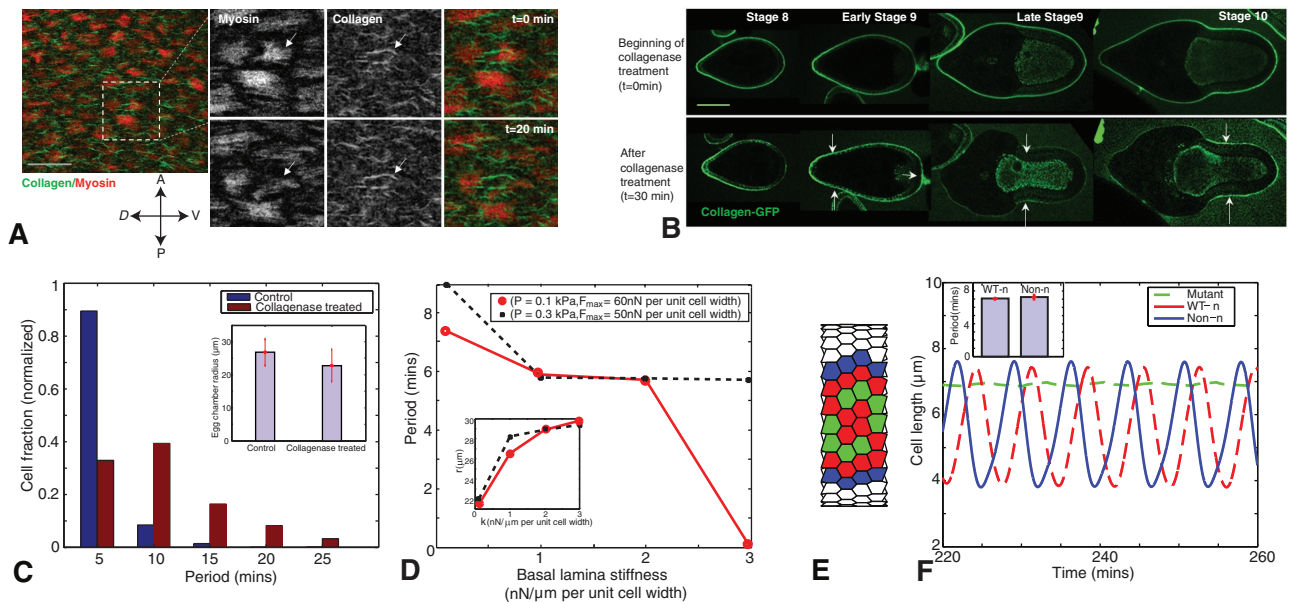 Myosin
Collagen
t=0 min
t=20 min
Collagen/Myosin
A
D
V
P
A
Stage 8
Early Stage 9
Late Stage9
Stage 10
Beginning of
collagenase
treatment
(t=0min)
After
collagenase
treatment
(t=30 min)
Collagen-GFP
B
Cell fraction (normalized)
1
0.8
0.6
0.4
0.2
0
Control
Collagenase treated
Egg chamber radius (μm)
30
20
10
0
Control
Collagenase treated
5
10
15
20
25
Period (mins)
C
Period (mins)
8
6
4
2
0
(P = 0.1 kPa,Fmax= 60nN per unit cell width)
(P = 0.3 kPa,Fmax= 50nN per unit cell width)
r(μm)
30
28
26
24
22
0
1
2
3
k(nN/μm per unit cell width)
1
2
3
Basal lamina stiffness
(nN/μm per unit cell width)
D
E
Cell length (μm)
10
8
6
4
2
Period(mins)
8
4
0
WT-n
Non-n
Mutant
WT-n
Non-n
220
240
260
Time (mins)
F